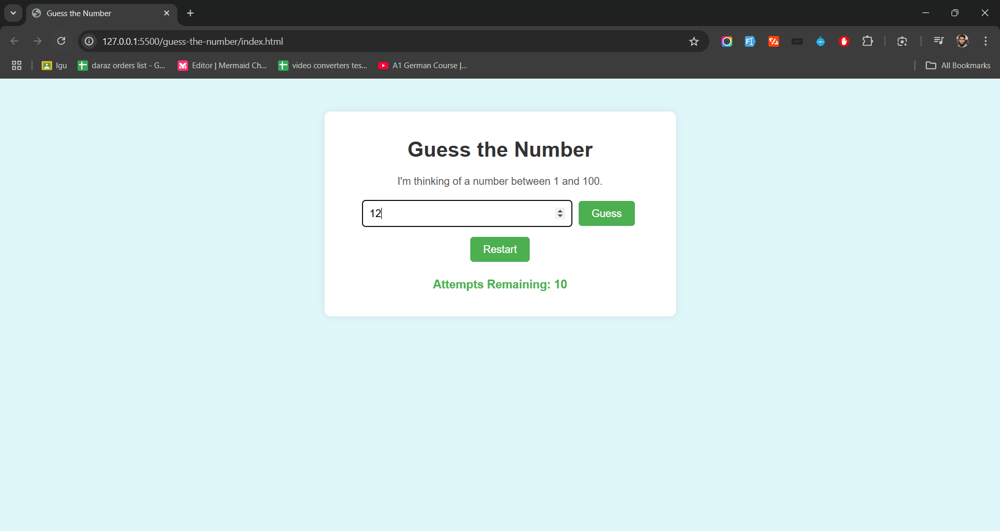 Guess the Number
127.0.0.1:5500/guess-the-number/index.html
lgu
daraz orders list - G...
Editor | Mermaid Ch...
video converters tes...
A1 German Course |...
All Bookmarks
Guess the Number
I'm thinking of a number between 1 and 100.
12
Guess
Restart
Attempts Remaining: 10